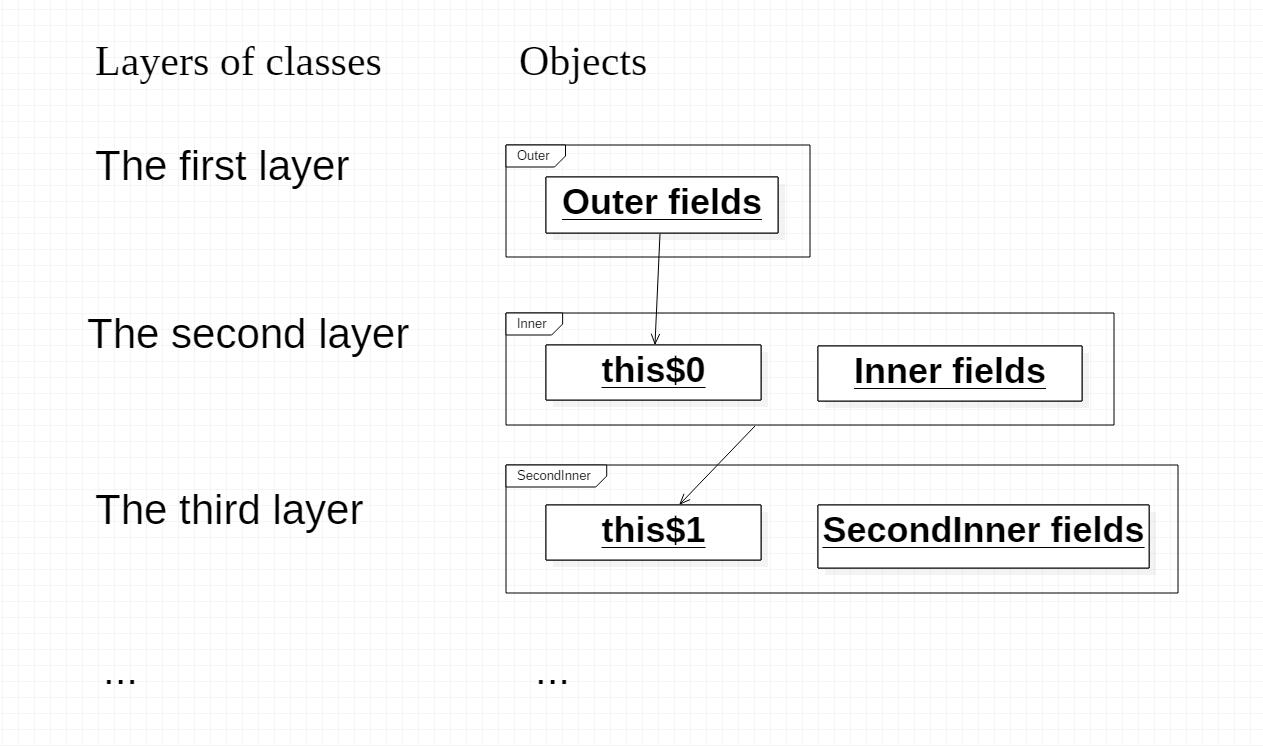 Layers of classes
Objects
The first layer
Outer
Outer fields
The second layer
Inner
this$0
Inner fields
The third layer
SecondInner
this$1
SecondInner fields
...
...